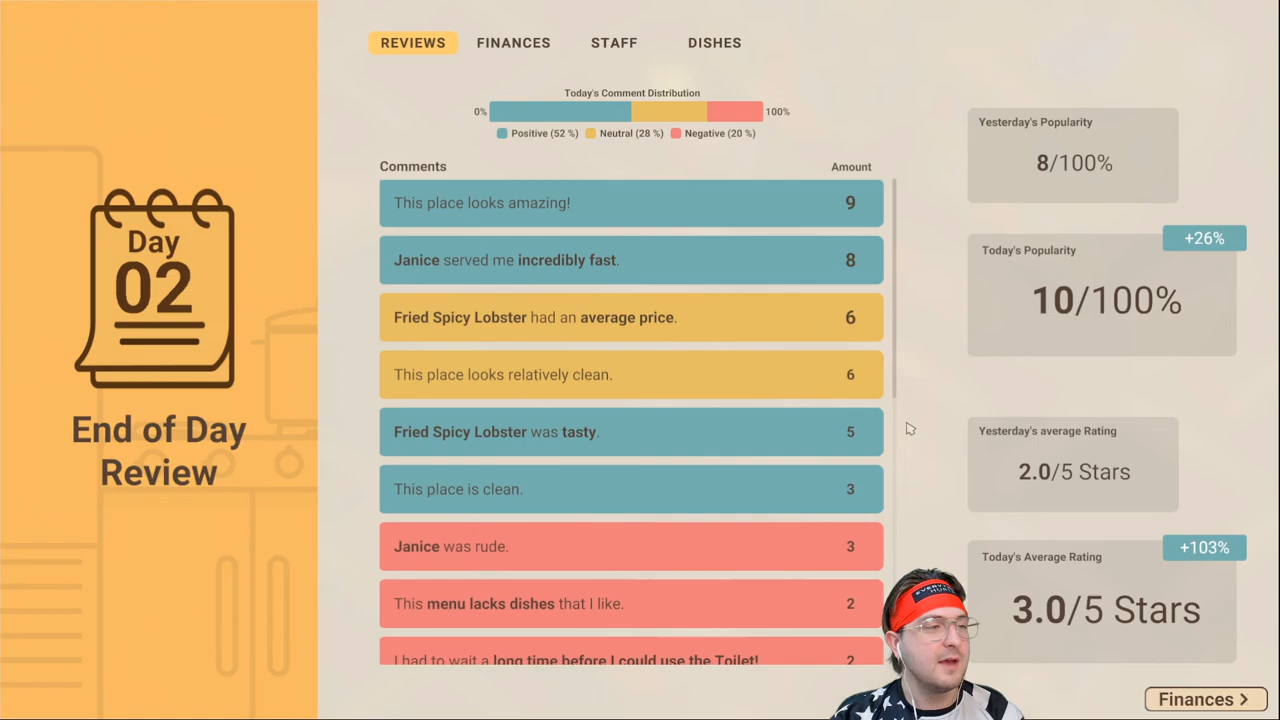 REVIEWS FINANCES STAFF DISHES
Today's Comment Distribution
0% 100%
Positive (52 %) Neutral (28 %) Negative (20 %)
Comments Amount
This place looks amazing! 9
Janice served me incredibly fast. 8
Fried Spicy Lobster had an average price. 6
This place looks relatively clean. 6
Fried Spicy Lobster was tasty. 5
This place is clean. 3
Janice was rude. 3
This menu lacks dishes that I like. 2
I had to wait a long time before I could use the Toilet! 2
Day
02
End of Day
Review
Yesterday's Popularity
8/100%
+26%
Today's Popularity
10/100%
Yesterday's average Rating
2.0/5 Stars
+103%
Today's Average Rating
3.0/5 Stars
Finances >